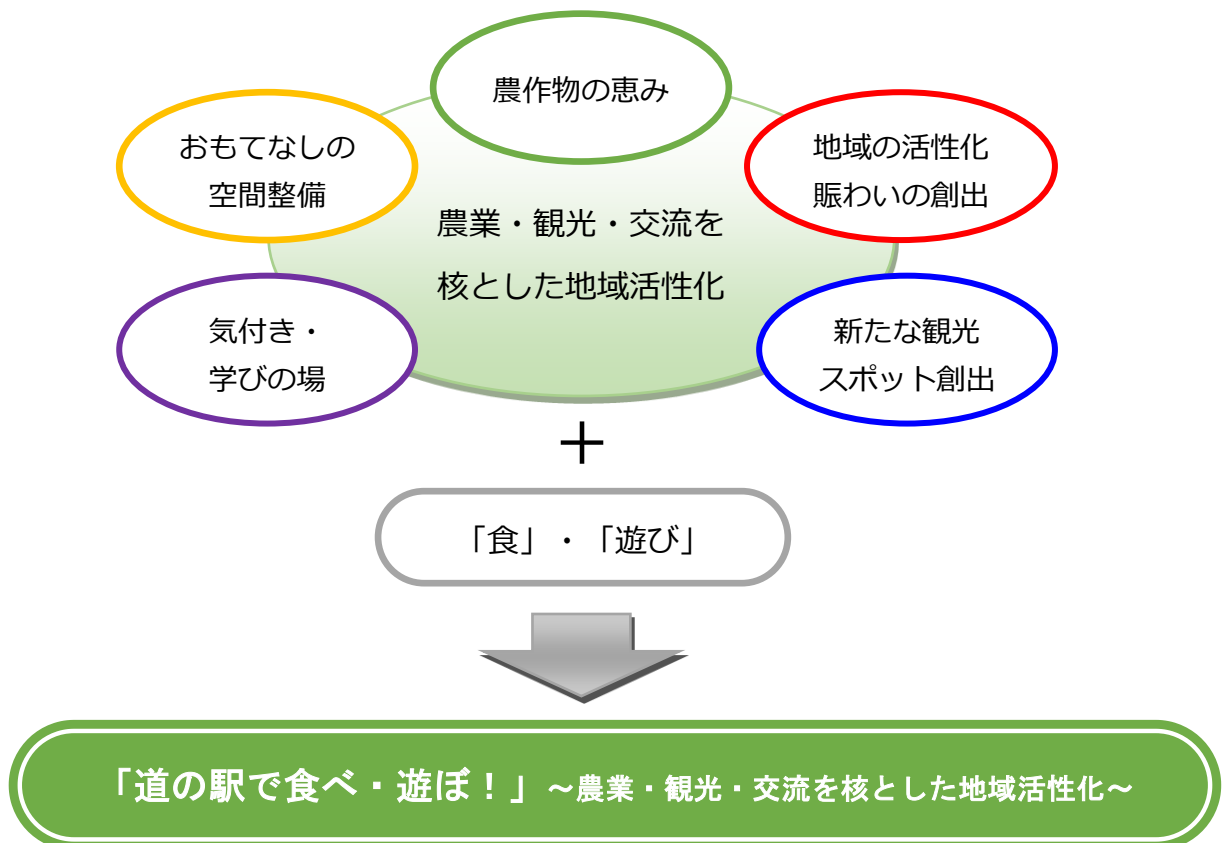 農作物の恵み
おもてなしの
空間整備
地域の活性化
賑わいの創出
農業・観光・交流を
核とした地域活性化
気付き・
学びの場
新たな観光
スポット創出
＋
「食」・「遊び」
「道の駅で食べ・遊ぼ！」～農業・観光・交流を核とした地域活性化～